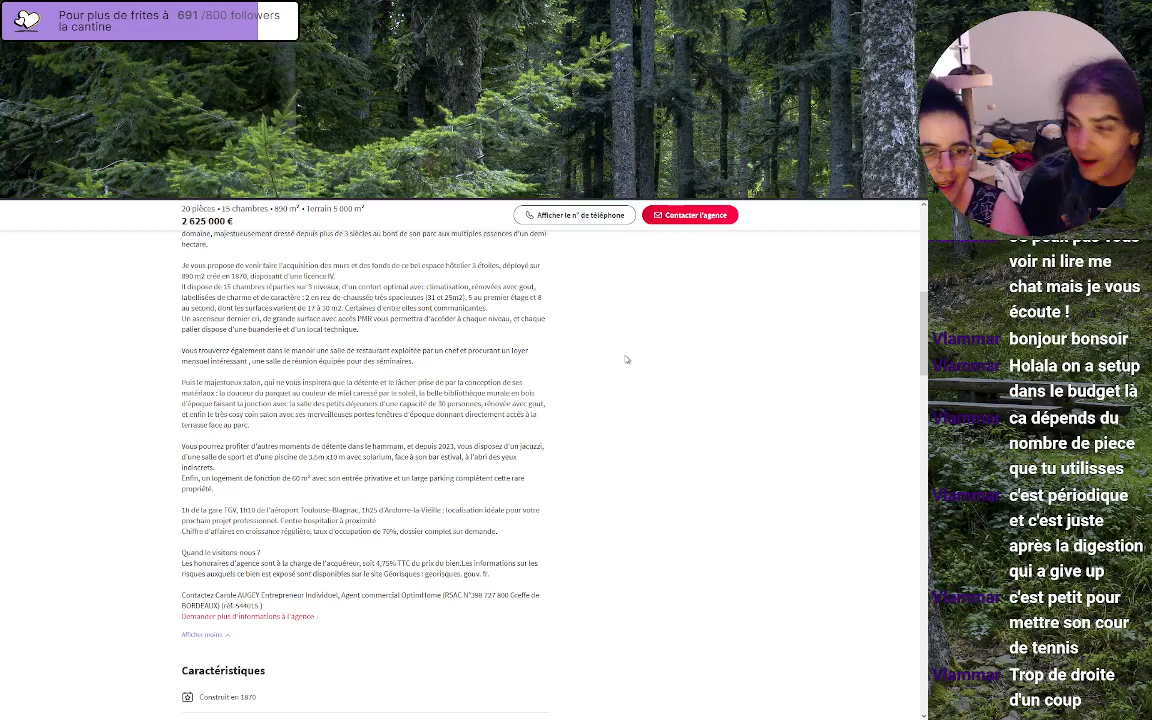 Pour plus de frites à
la cantine
691 /800 followers
20 pièces • 15 chambres • 890 m² • Terrain 5 000 m²
2 625 000 €
Afficher le n° de téléphone
Contacter l'agence
domaine, majestueusement dressé depuis plus de 3 siècles au bord de son parc aux multiples essences d'un demi-
hectare.
Je vous propose de venir faire l'acquisition des murs et des fonds de ce bel espace hôtelier 3 étoiles, déployé sur
890 m2 crée en 1870, disposant d'une licence IV.
Il dispose de 15 chambres réparties sur 3 niveaux, d'un confort optimal avec climatisation, rénovées avec gout,
labellisées de charme et de caractère : 2 en rez-de-chaussée très spacieuses (31 et 25m2), 5 au premier étage et 8
au second, dont les surfaces varient de 17 à 30 m2. Certaines d'entre elles sont communicantes.
Un ascenseur dernier cri, de grande surface avec accès PMR vous permettra d'accéder à chaque niveau, et chaque
palier dispose d'une buanderie et d'un local technique.
Vous trouverez également dans le manoir une salle de restaurant exploitée par un chef et procurant un loyer
mensuel intéressant , une salle de réunion équipée pour des séminaires.
Puis le majestueux salon, qui ne vous inspirera que la détente et le lâcher-prise de par la conception de ses
matériaux : la douceur du parquet au couleur de miel caressé par le soleil, la belle bibliothèque murale en bois
d'époque faisant la jonction avec la salle des petits déjeuners d'une capacité de 30 personnes, rénovée avec gout,
et enfin le très cosy coin salon avec ses merveilleuses portes fenêtres d'époque donnant directement accès à la
terrasse face au parc.
Vous pourrez profiter d'autres moments de détente dans le hammam, et depuis 2023, vous disposez d'un jacuzzi,
d'une salle de sport et d'une piscine de 3.5m x10 m avec solarium, face à son bar estival, à l'abri des yeux
indiscrets.
Enfin, un logement de fonction de 60 m² avec son entrée privative et un large parking complètent cette rare
propriété.
1h de la gare TGV, 1h10 de l'aéroport Toulouse-Blagnac, 1h25 d'Andorre-la-Vieille : localisation idéale pour votre
prochain projet professionnel. Centre hospitalier à proximité
Chiffre d'affaires en croissance régulière, taux d'occupation de 70%, dossier complet sur demande.
Quand le visitons-nous ?
Les honoraires d'agence sont à la charge de l'acquéreur, soit 4,75% TTC du prix du bien.Les informations sur les
risques auxquels ce bien est exposé sont disponibles sur le site Géorisques : georisques. gouv. fr.
Contactez Carole AUGEY Entrepreneur Individuel, Agent commercial OptimHome (RSAC N°398 727 800 Greffe de
BORDEAUX) (réf. 544015 )
Demander plus d'informations à l'agence
Afficher moins
Caractéristiques
Construit en 1870
Je peux pas vous
voir ni lire me
chat mais je vous
écoute !
Vlammar bonjour bonsoir
Vlammar Holala on a setup
dans le budget là
Vlammar ca dépends du
nombre de piece
que tu utilisses
Vlammar c'est périodique
et c'est juste
après la digestion
qui a give up
Vlammar c'est petit pour
mettre son cour
de tennis
Vlammar Trop de droite
d'un coup